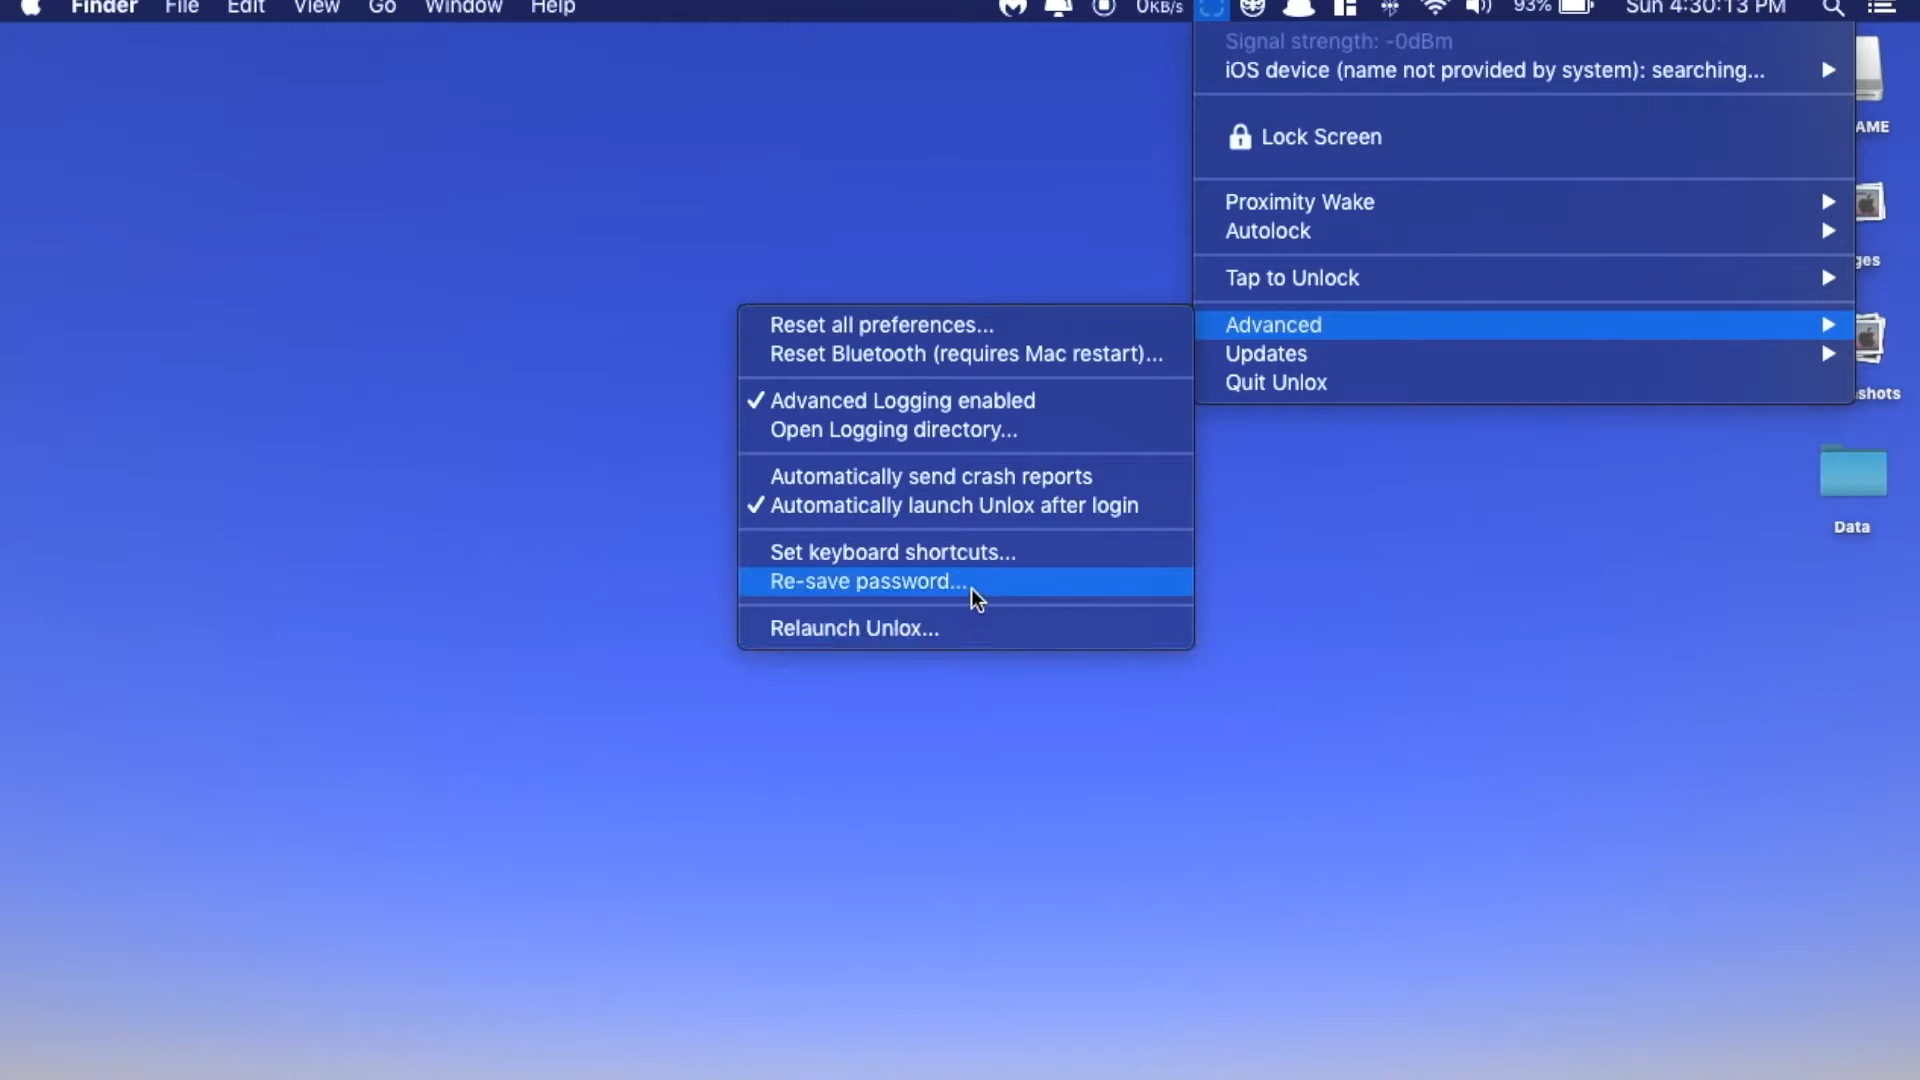 Finder File Edit View Go Window Help 0KB/s 93% Sun 4:30:13 PM
Signal strength: -0dBm
iOS device (name not provided by system): searching...
Lock Screen
Proximity Wake
Autolock
Tap to Unlock
Advanced
Updates
Quit Unlox
Reset all preferences...
Reset Bluetooth (requires Mac restart)...
Advanced Logging enabled
Open Logging directory...
Automatically send crash reports
Automatically launch Unlox after login
Set keyboard shortcuts...
Re-save password...
Relaunch Unlox...
AME
ges
shots
Data